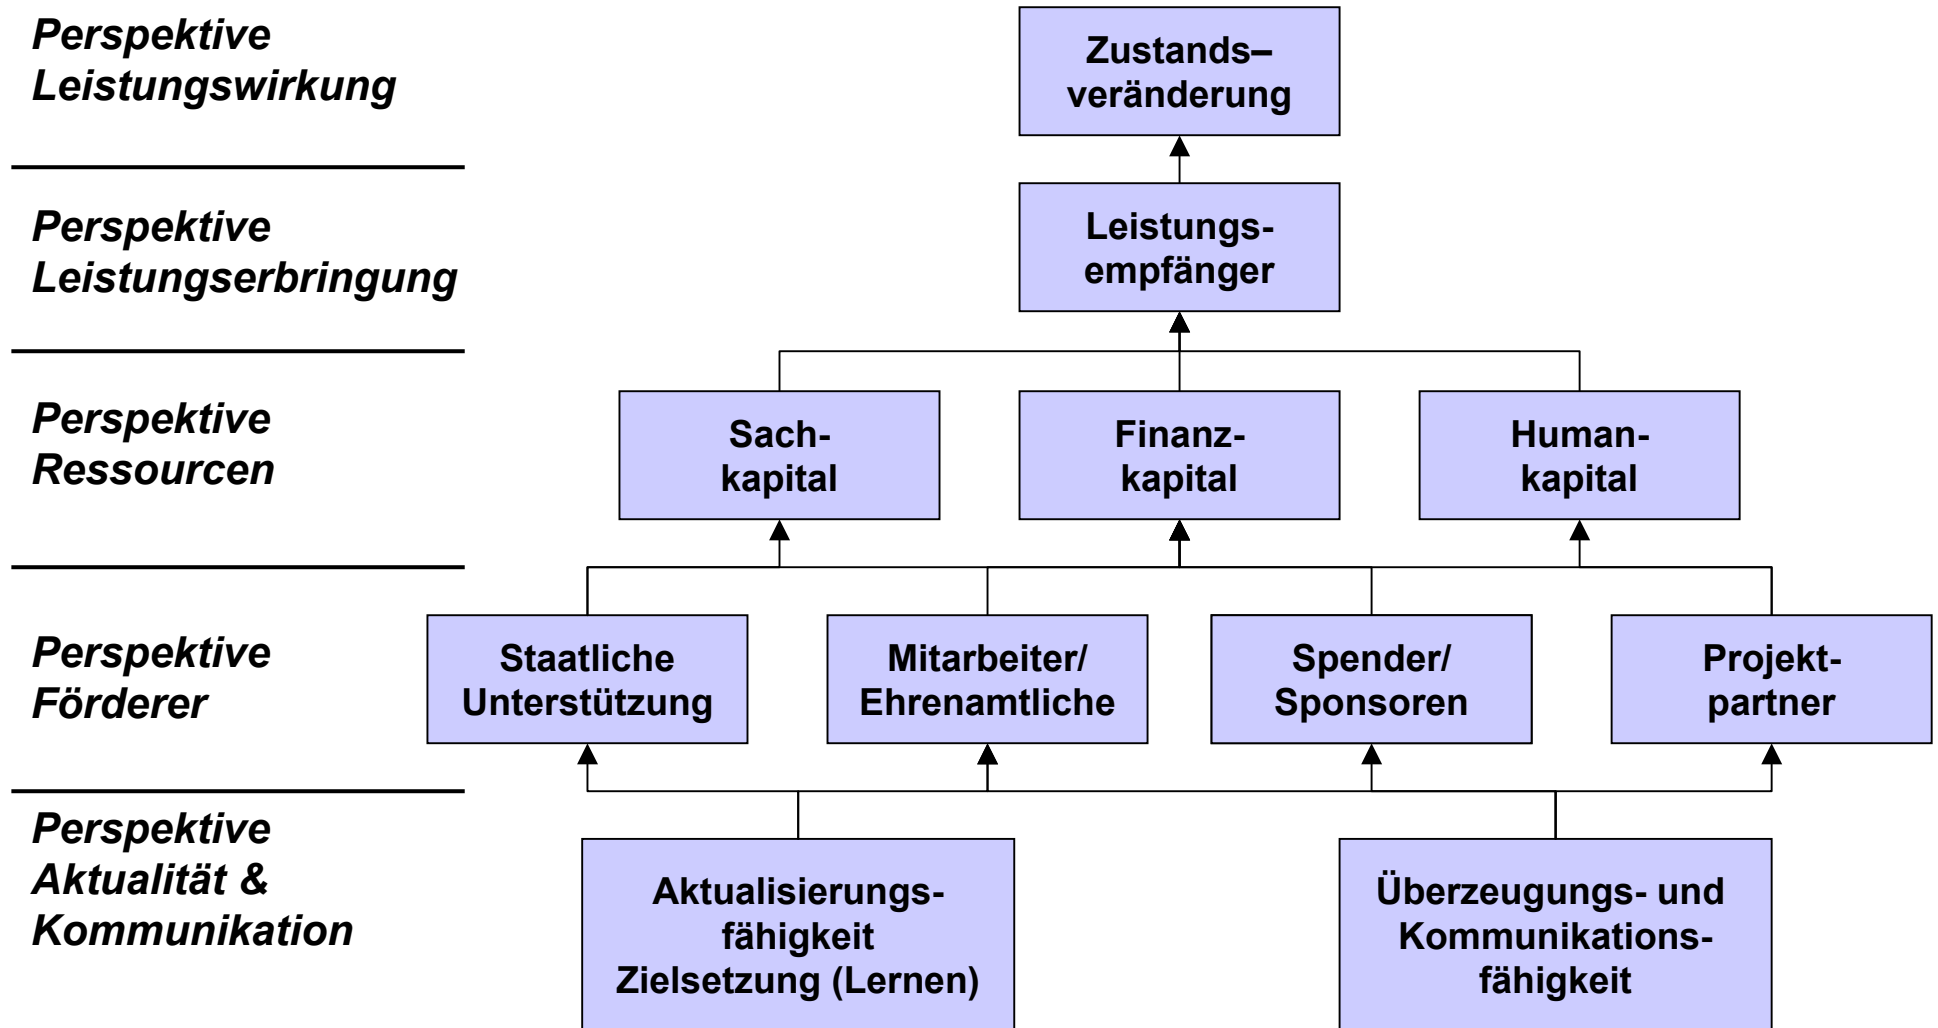 Perspektive
Leistungswirkung
Zustands–
veränderung
Perspektive
Leistungserbringung
Leistungs-
empfänger
Perspektive
Ressourcen
Sach-
kapital
Finanz-
kapital
Human-
kapital
Perspektive
Förderer
Staatliche
Unterstützung
Mitarbeiter/
Ehrenamtliche
Spender/
Sponsoren
Projekt-
partner
Perspektive
Aktualität &
Kommunikation
Aktualisierungs-
fähigkeit
Zielsetzung (Lernen)
Überzeugungs- und
Kommunikations-
fähigkeit